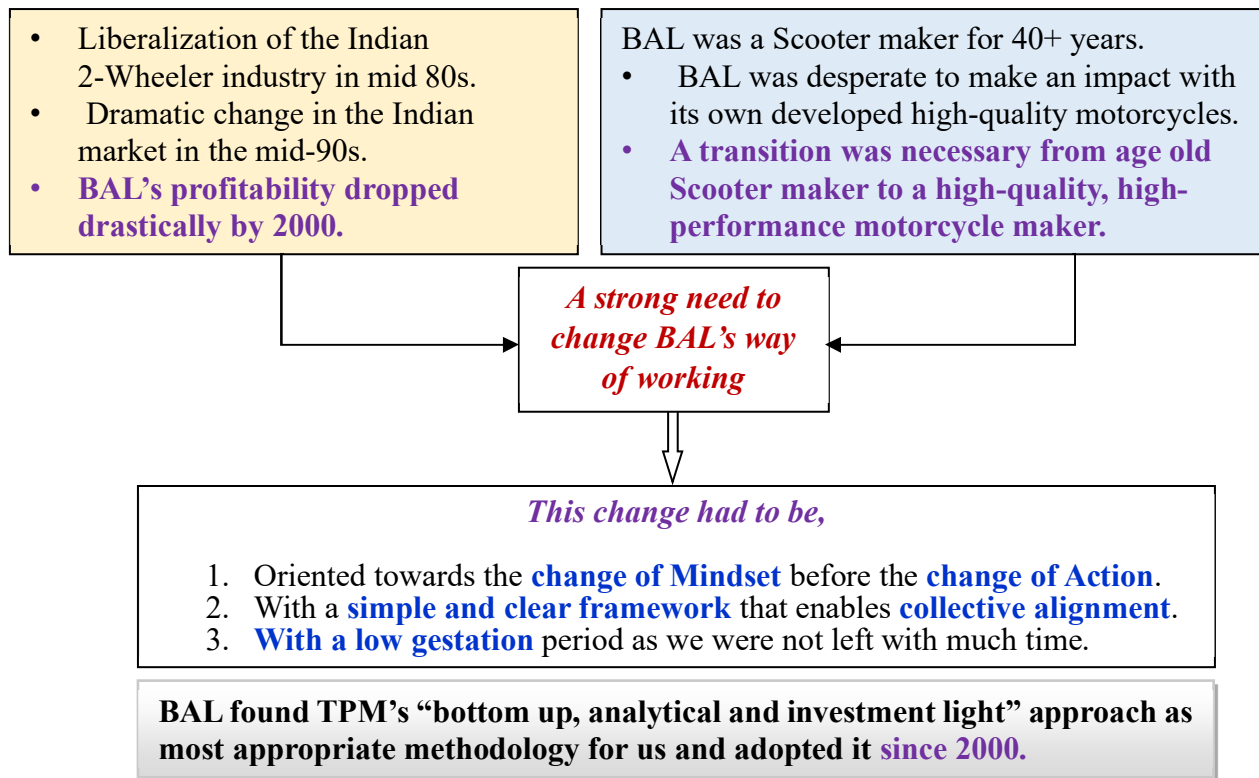 • Liberalization of the Indian
2-Wheeler industry in mid 80s.
• Dramatic change in the Indian
market in the mid-90s.
• BAL’s profitability dropped
drastically by 2000.
BAL was a Scooter maker for 40+ years.
• BAL was desperate to make an impact with
its own developed high-quality motorcycles.
• A transition was necessary from age old
Scooter maker to a high-quality, high-
performance motorcycle maker.
A strong need to
change BAL’s way
of working
This change had to be,
1. Oriented towards the change of Mindset before the change of Action.
2. With a simple and clear framework that enables collective alignment.
3. With a low gestation period as we were not left with much time.
BAL found TPM’s “bottom up, analytical and investment light” approach as
most appropriate methodology for us and adopted it since 2000.